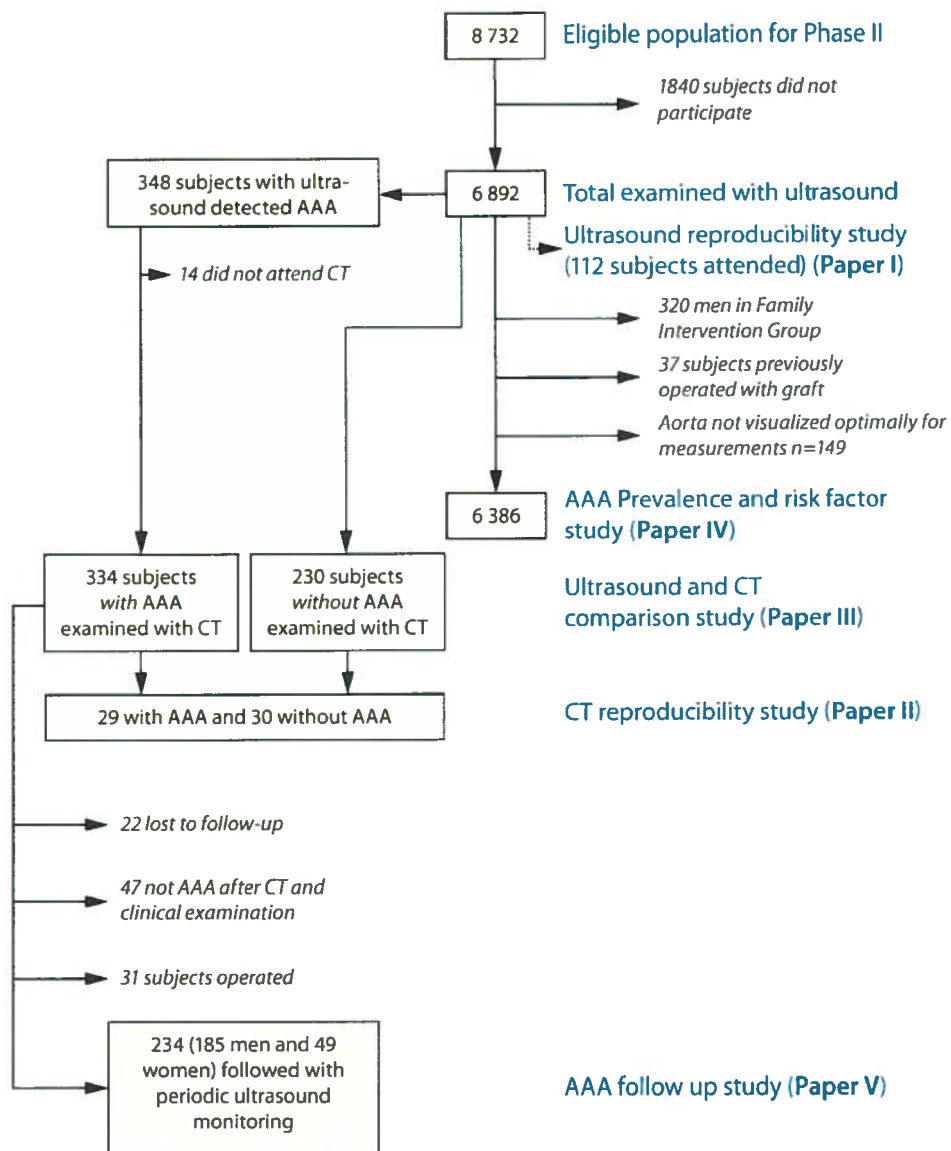 8 732
Eligible population for Phase II
1840 subjects did not
participate
348 subjects with ultra-
sound detected AAA
6 892
Total examined with ultrasound
Ultrasound reproducibility study
(112 subjects attended) (Paper I)
14 did not attend CT
320 men in Family
Intervention Group
37 subjects previously
operated with graft
Aorta not visualized optimally for
measurements n=149
6 386
AAA Prevalence and risk factor
study (Paper IV)
334 subjects
with AAA
examined with CT
230 subjects
without AAA
examined with CT
Ultrasound and CT
comparison study (Paper III)
29 with AAA and 30 without AAA
CT reproducibility study (Paper II)
22 lost to follow-up
47 not AAA after CT and
clinical examination
31 subjects operated
234 (185 men and 49
women) followed with
periodic ultrasound
monitoring
AAA follow up study (Paper V)